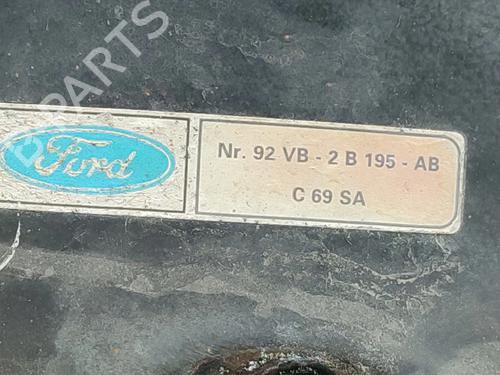 PARTS
Ford
Nr. 92 VB - 2 B 195 - AB
C 69 SA